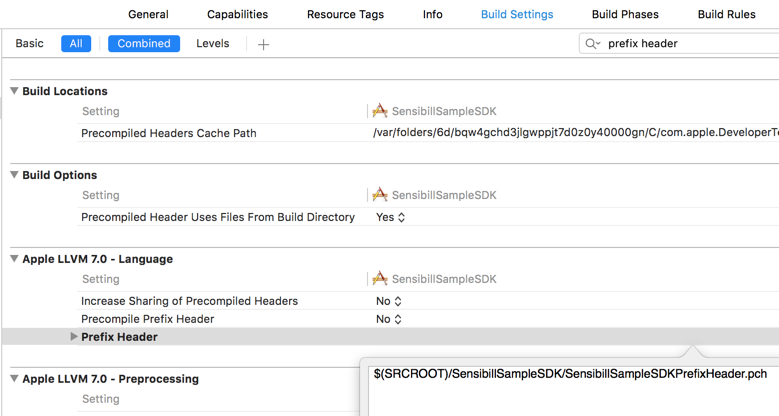 General Capabilities Resource Tags Info Build Settings Build Phases Build Rules
Basic All Combined Levels + prefix header
Build Locations
Setting SensibillSampleSDK
Precompiled Headers Cache Path /var/folders/6d/bqw4gchd3jlgwppjt7d0z0y40000gn/C/com.apple.DeveloperTo
Build Options
Setting SensibillSampleSDK
Precompiled Header Uses Files From Build Directory Yes
Apple LLVM 7.0 - Language
Setting SensibillSampleSDK
Increase Sharing of Precompiled Headers No
Precompile Prefix Header No
Prefix Header
$(SRCROOT)/SensibillSampleSDK/SensibillSampleSDKPrefixHeader.pch
Apple LLVM 7.0 - Preprocessing
Setting